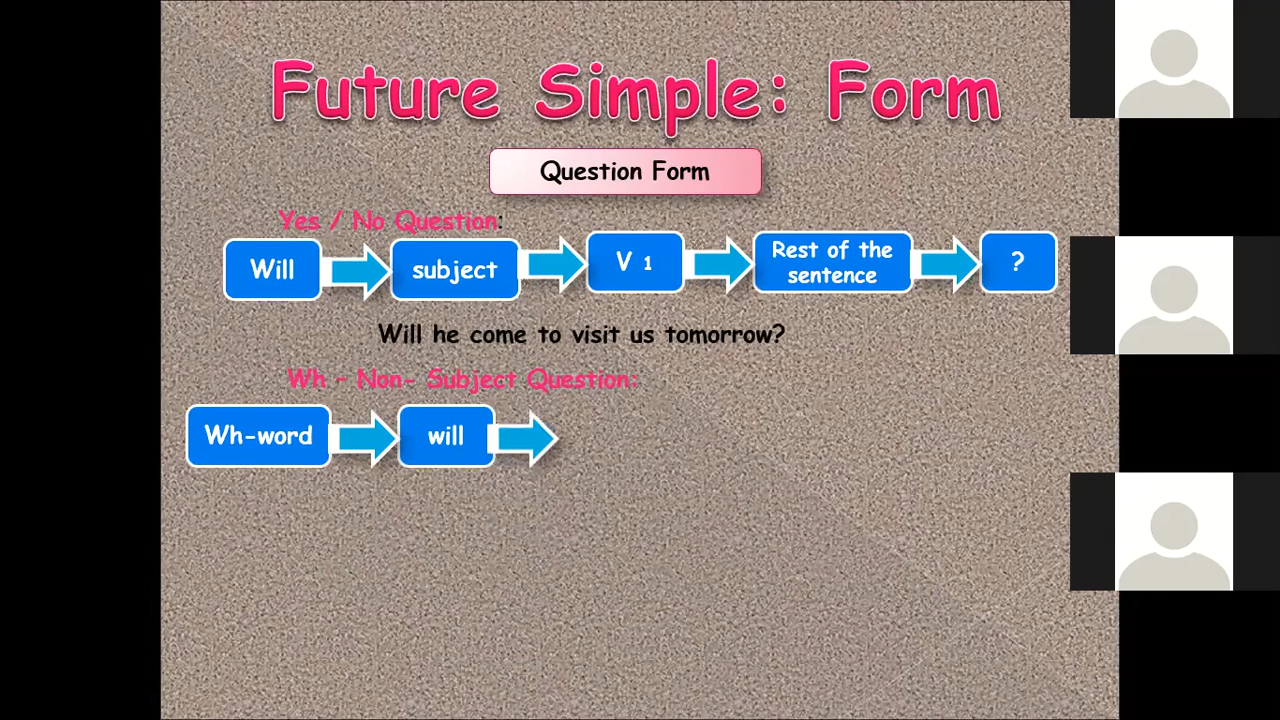 Future Simple: Form
Question Form
Yes / No Question:
Will
subject
V 1
Rest of the
sentence
?
Will he come to visit us tomorrow?
Wh - Non- Subject Question:
Wh-word
will